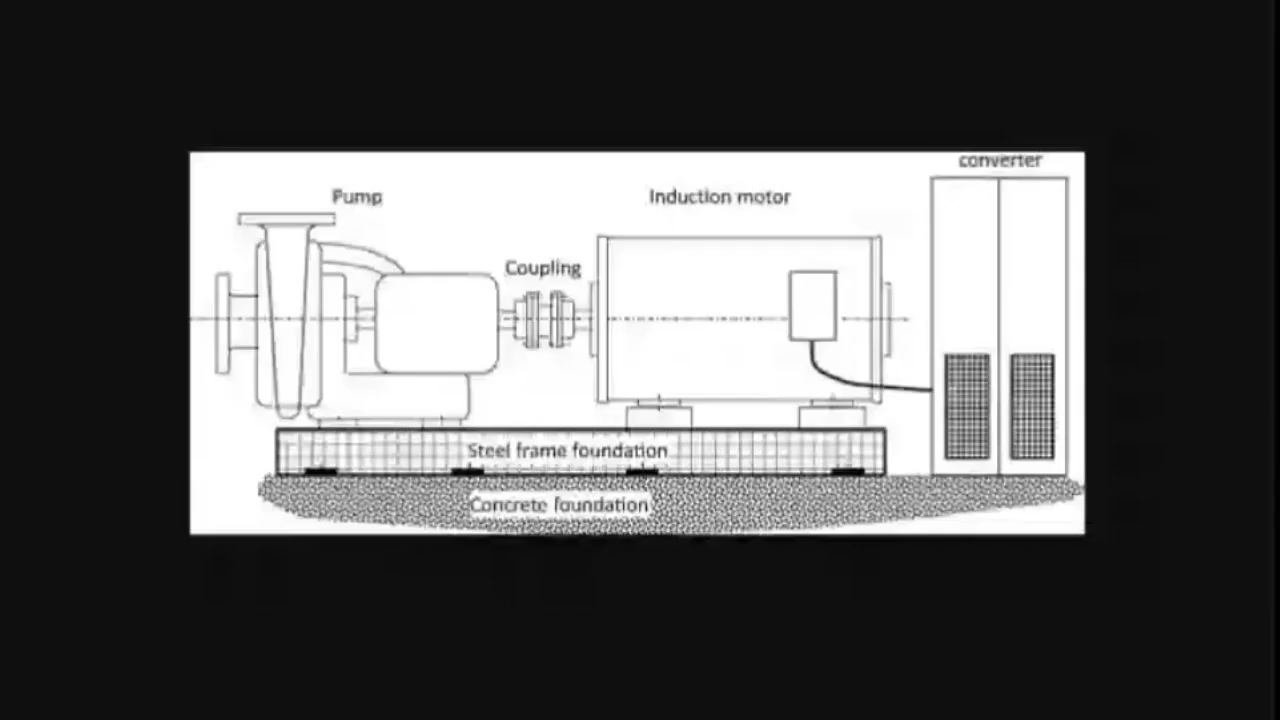 converter
Pump
Induction motor
Coupling
Steel frame foundation
Concrete foundation